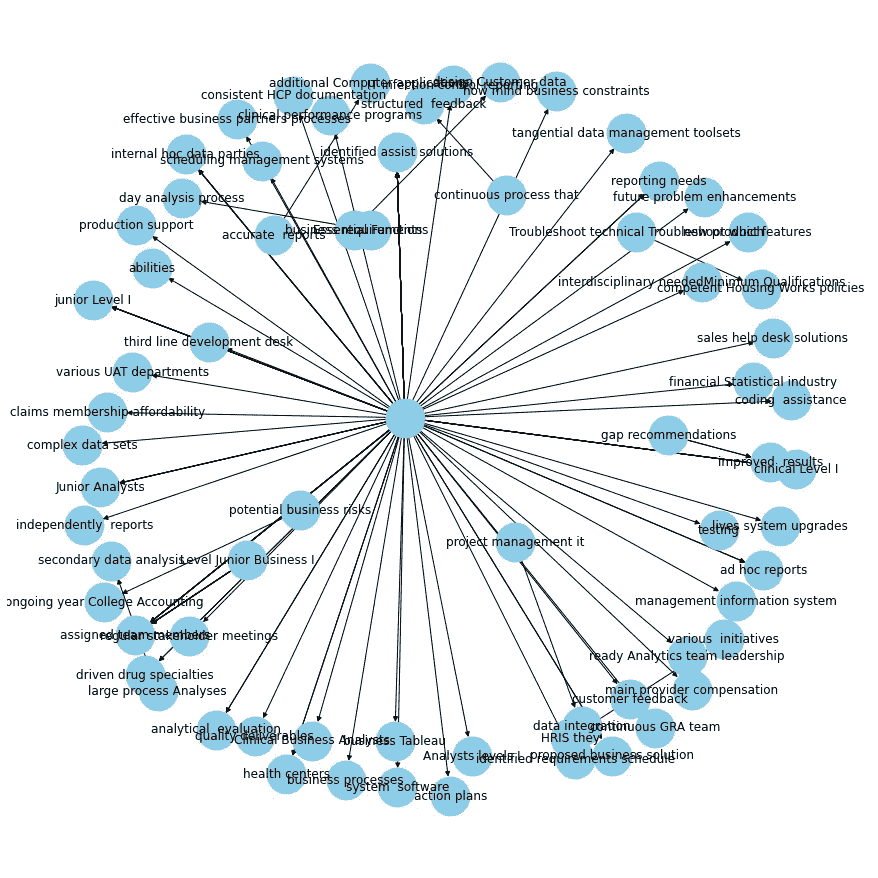 additional Computer applications
design Customer data
consistent HCP documentation
how mind business constraints
structured  feedback
clinical performance programs
effective business partners processes
tangential data management toolsets
internal hoc data parties
identified assist solutions
scheduling management systems
reporting needs
continuous process that
future problem enhancements
day analysis process
production support
accurate  reports
business requirements
Essential Functions
Troubleshoot technical Troubleshoot which
new product features
abilities
interdisciplinary neededMinimum Qualifications
competent Housing Works policies
junior Level I
third line development desk
sales help desk solutions
various UAT departments
financial Statistical industry
coding  assistance
claims membership affordability
gap recommendations
complex data sets
improved  results
clinical Level I
Junior Analysts
potential business risks
independently  reports
lives system upgrades
testing
project management it
secondary data analysis
Level Junior Business I
ad hoc reports
ongoing year College Accounting
management information system
assigned team members
regular stakeholder meetings
various  initiatives
ready Analytics team leadership
driven drug specialties
large process Analyses
main provider compensation
customer feedback
analytical  evaluation
quality deliverables
Clinical Business Analysts
business Tableau
data integration
continuous GRA team
HRIS they
Analysts levels I
identified requirements schedule
proposed business solution
health centers
business processes
system  software
action plans